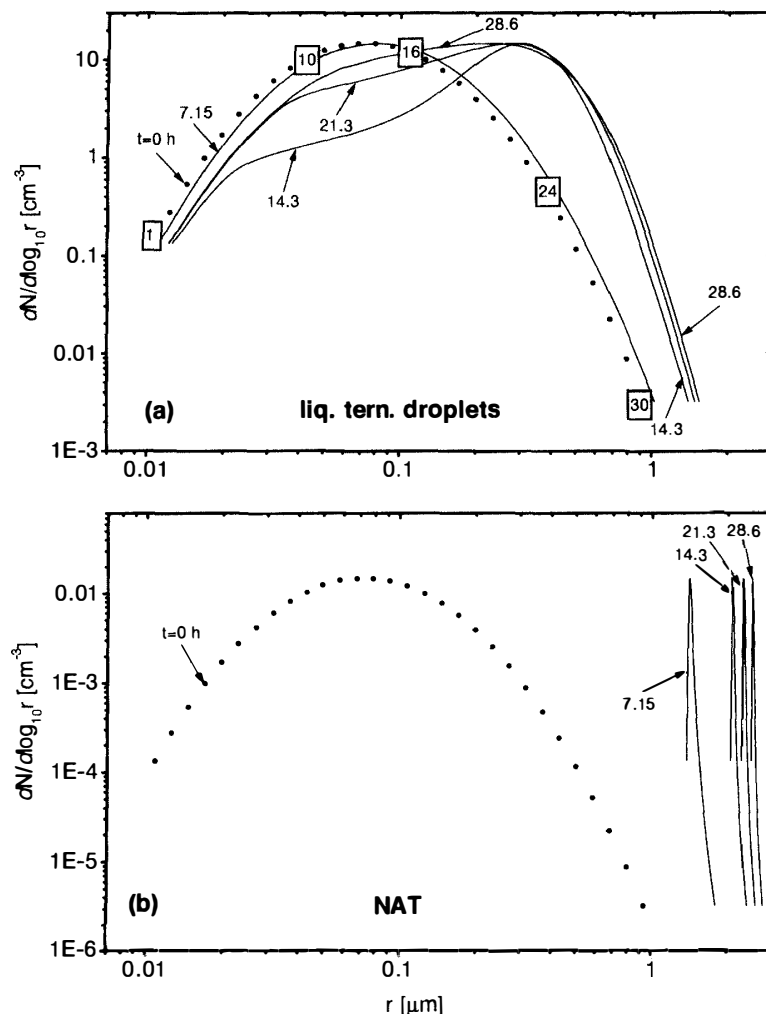 10
1
0.1
0.01
1E-3
dN/dlog₁₀r [cm⁻³]
28.6
10
16
7.15
t=0 h
21.3
14.3
24
1
28.6
30
14.3
(a) liq. tern. droplets
0.01 0.1 1
0.01
1E-3
1E-4
1E-5
1E-6
dN/dlog₁₀r [cm⁻³]
21.3 28.6
14.3
t=0 h
7.15
(b) NAT
0.01 0.1 1
r [µm]